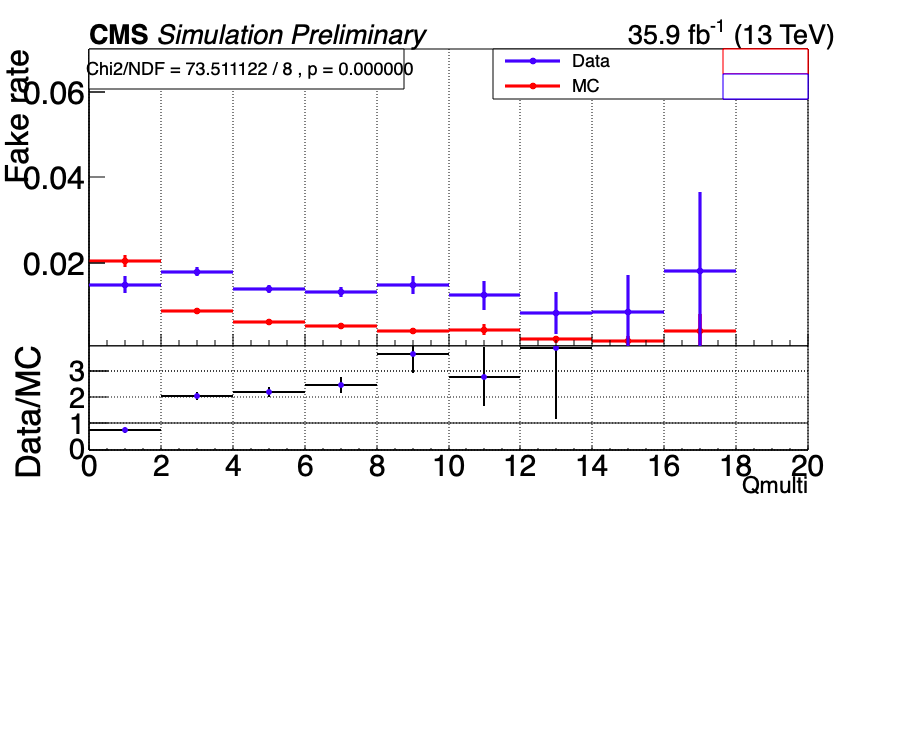 CMS Simulation Preliminary 35.9 fb-1 (13 TeV)
Chi2/NDF = 73.511122 / 8 , p = 0.000000
Data
MC
Fake rate
0.06
0.04
0.02
Data/MC
3
2
1
0
0 2 4 6 8 10 12 14 16 18 20
Qmulti